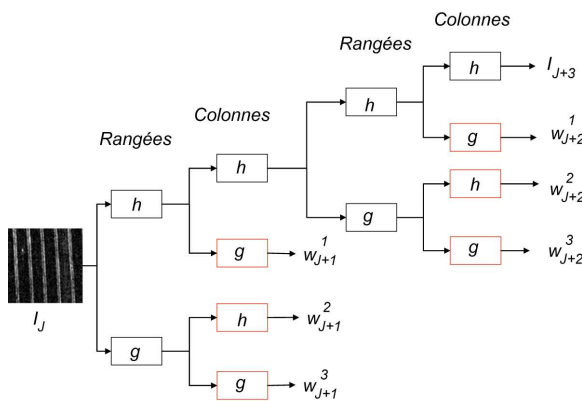 Colonnes
Rangées
h
I_{J+3}
h
Colonnes
g
w^1_{J+2}
Rangées
h
h
w^2_{J+2}
h
g
g
w^3_{J+2}
g
w^1_{J+1}
I_J
h
w^2_{J+1}
g
g
w^3_{J+1}